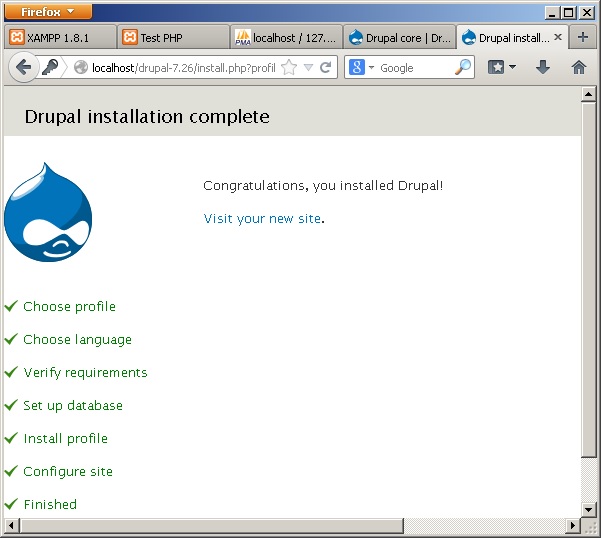 Firefox
XAMPP 1.8.1
Test PHP
PMA localhost / 127....
Drupal core | Dr...
Drupal install...
localhost/drupal-7.26/install.php?profil
8 Google
Drupal installation complete
Congratulations, you installed Drupal!
Visit your new site.
Choose profile
Choose language
Verify requirements
Set up database
Install profile
Configure site
Finished